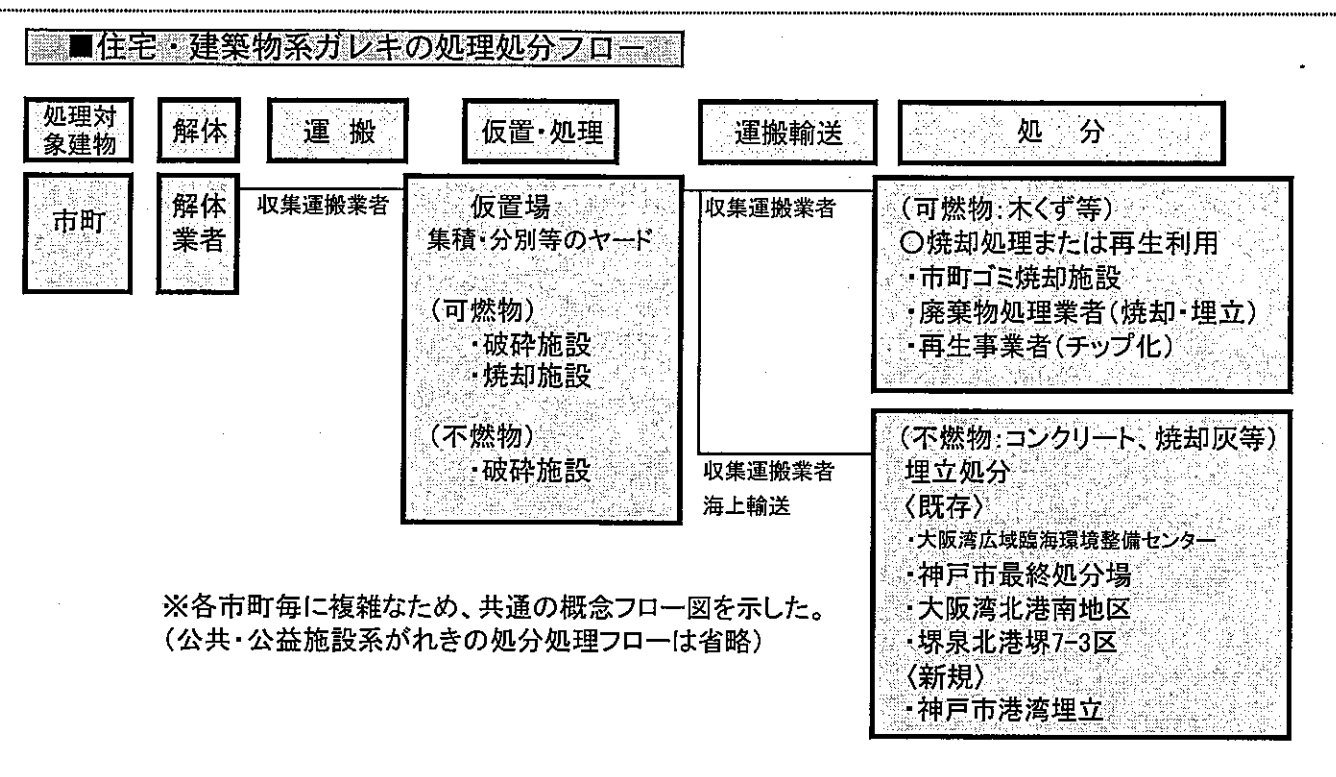 ■住宅・建築物系ガレキの処理処分フロー
処理対
象建物
解体
運 搬
仮置・処理
運搬輸送
処 分
市町
解体
業者
収集運搬業者
仮置場
集積・分別等のヤード
(可燃物)
・破砕施設
・焼却施設
(不燃物)
・破砕施設
収集運搬業者
収集運搬業者
海上輸送
(可燃物:木くず等)
○焼却処理または再生利用
・市町ゴミ焼却施設
・廃棄物処理業者(焼却・埋立)
・再生事業者(チップ化)
(不燃物:コンクリート、焼却灰等)
埋立処分
〈既存〉
・大阪湾広域臨海環境整備センター
・神戸市最終処分場
・大阪湾北港南地区
・堺泉北港堺7-3区
〈新規〉
・神戸市港湾埋立
※各市町毎に複雑なため、共通の概念フロー図を示した。
(公共・公益施設系がれきの処分処理フローは省略)